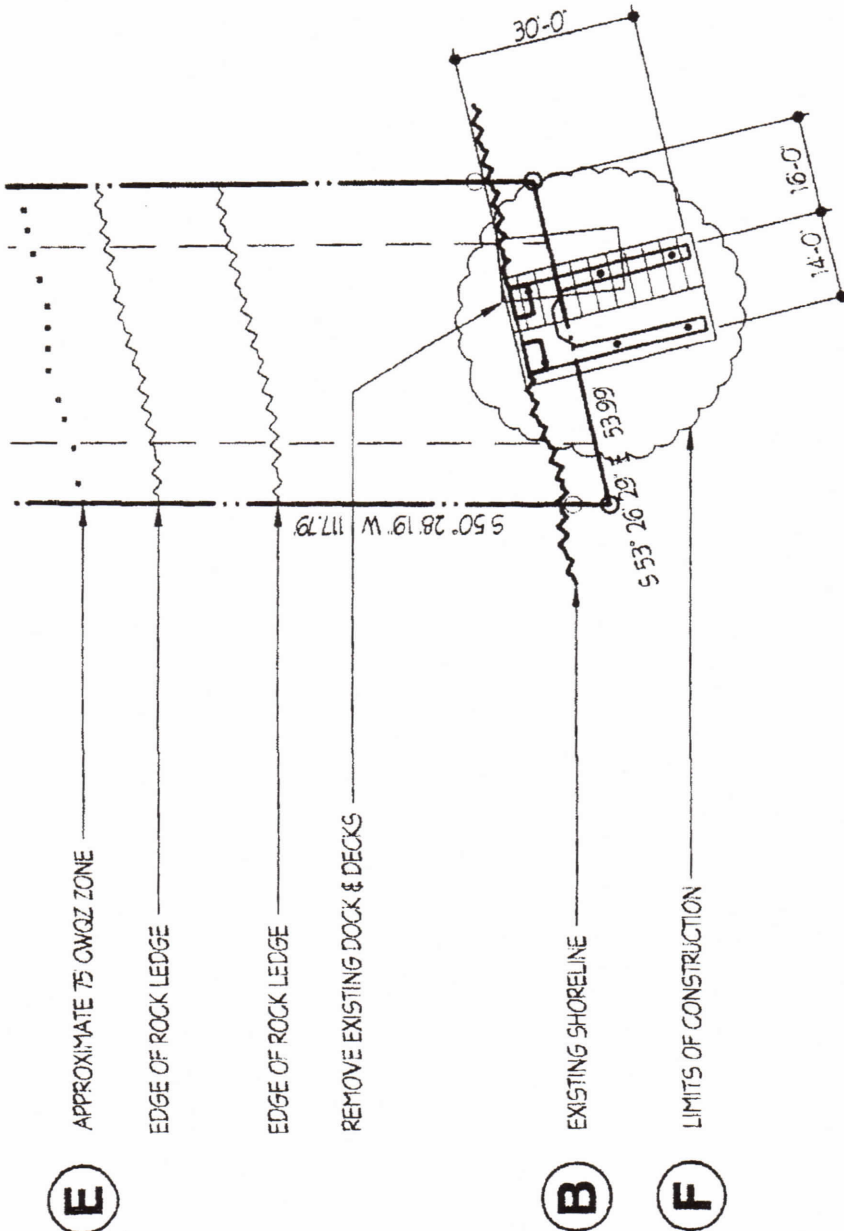 E
APPROXIMATE 75' CWQZ ZONE
EDGE OF ROCK LEDGE
EDGE OF ROCK LEDGE
REMOVE EXISTING DOCK & DECKS
B
EXISTING SHORELINE
F
LIMITS OF CONSTRUCTION
S 50° 28' 19" W 117.79'
S 53° 26' 29" E 53.99
30'-0"
16'-0"
14'-0"